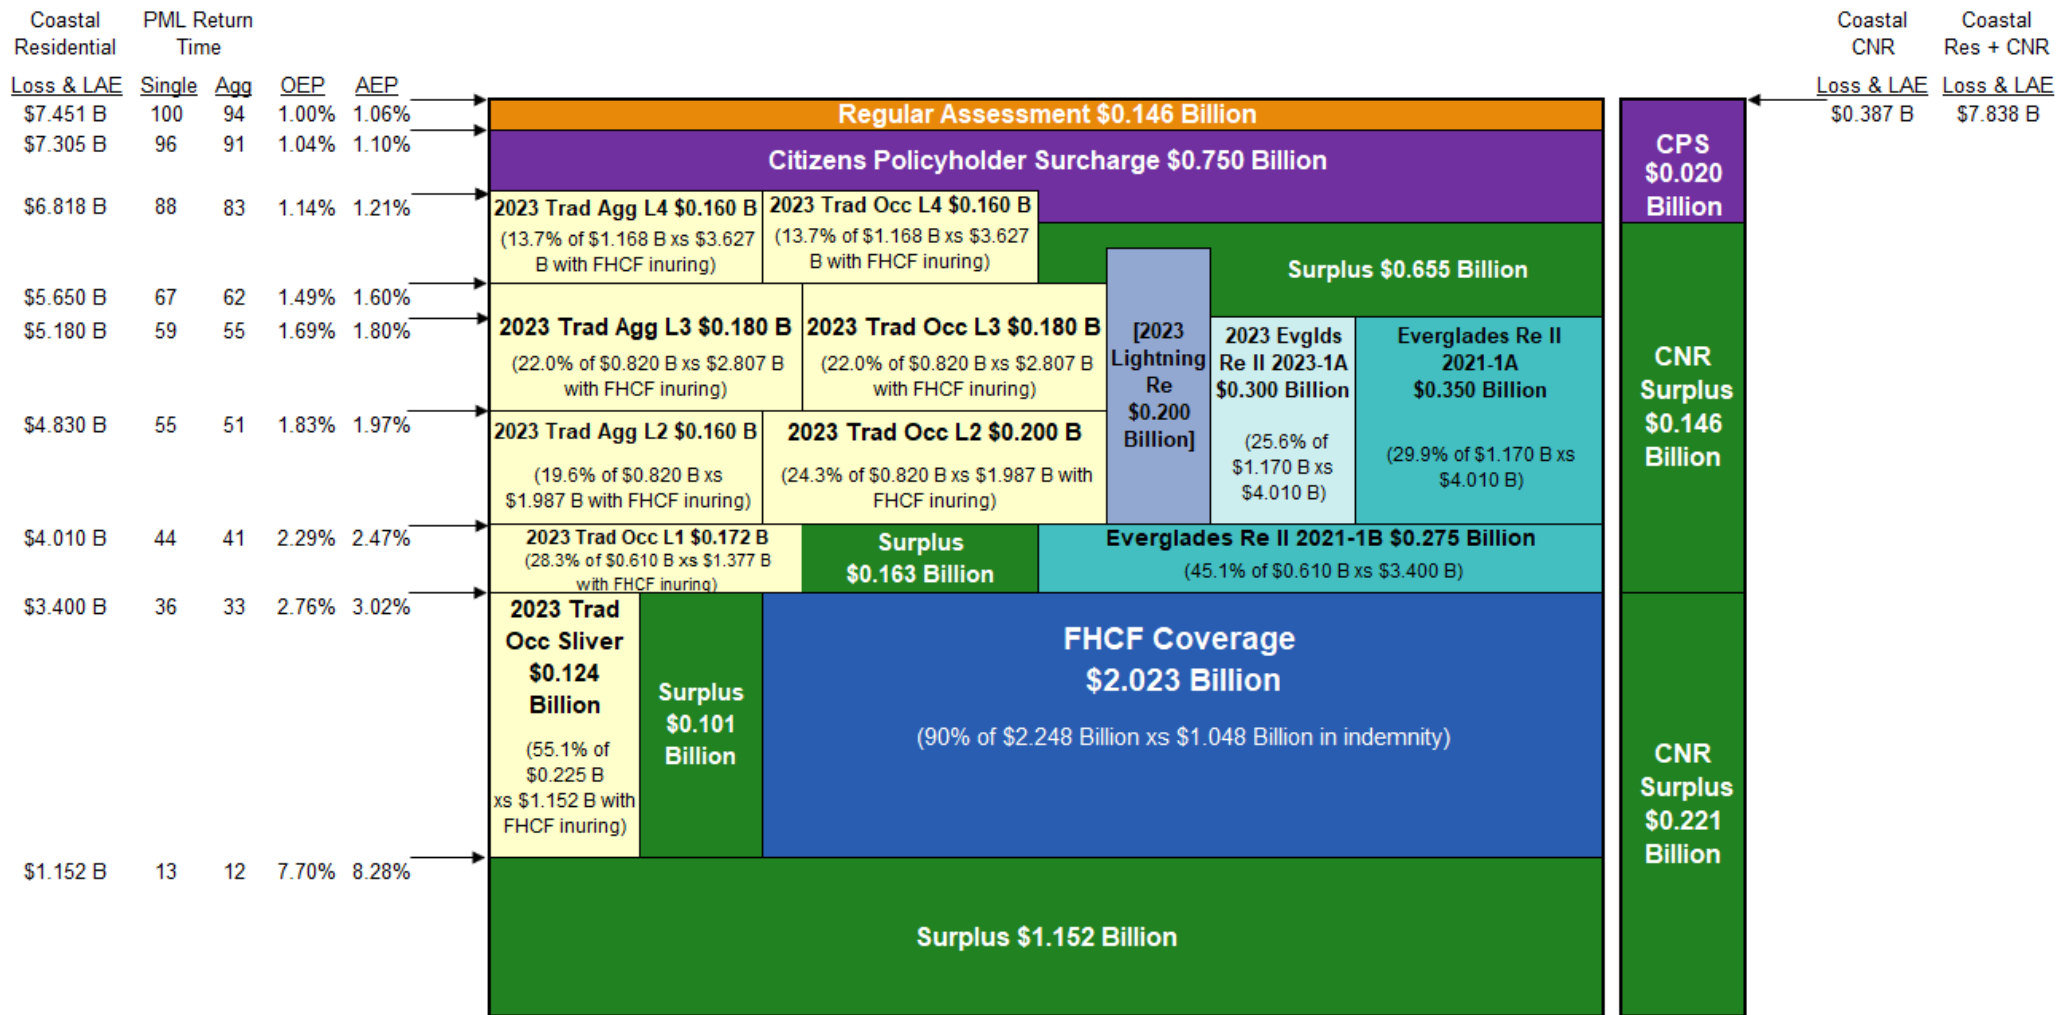 Coastal Residential
PML Return Time
Coastal CNR
Coastal Res + CNR
Loss & LAE Single Agg OEP AEP
Loss & LAE Loss & LAE
$7.451 B 100 94 1.00% 1.06%
$0.387 B $7.838 B
$7.305 B 96 91 1.04% 1.10%
$6.818 B 88 83 1.14% 1.21%
$5.650 B 67 62 1.49% 1.60%
$5.180 B 59 55 1.69% 1.80%
$4.830 B 55 51 1.83% 1.97%
$4.010 B 44 41 2.29% 2.47%
$3.400 B 36 33 2.76% 3.02%
$1.152 B 13 12 7.70% 8.28%
Regular Assessment $0.146 Billion
Citizens Policyholder Surcharge $0.750 Billion
2023 Trad Agg L4 $0.160 B
(13.7% of $1.168 B xs $3.627
B with FHCF inuring)
2023 Trad Occ L4 $0.160 B
(13.7% of $1.168 B xs $3.627
B with FHCF inuring)
Surplus $0.655 Billion
2023 Trad Agg L3 $0.180 B
(22.0% of $0.820 B xs $2.807 B
with FHCF inuring)
2023 Trad Occ L3 $0.180 B
(22.0% of $0.820 B xs $2.807 B
with FHCF inuring)
[2023
Lightning
Re
$0.200
Billion]
2023 Evglds
Re II 2023-1A
$0.300 Billion
(25.6% of
$1.170 B xs
$4.010 B)
Everglades Re II
2021-1A
$0.350 Billion
(29.9% of $1.170 B xs
$4.010 B)
2023 Trad Agg L2 $0.160 B
(19.6% of $0.820 B xs
$1.987 B with FHCF inuring)
2023 Trad Occ L2 $0.200 B
(24.3% of $0.820 B xs $1.987 B with
FHCF inuring)
2023 Trad Occ L1 $0.172 B
(28.3% of $0.610 B xs $1.377 B
with FHCF inuring)
Surplus
$0.163 Billion
Everglades Re II 2021-1B $0.275 Billion
(45.1% of $0.610 B xs $3.400 B)
2023 Trad
Occ Sliver
$0.124
Billion
(55.1% of
$0.225 B
xs $1.152 B with
FHCF inuring)
Surplus
$0.101
Billion
FHCF Coverage
$2.023 Billion
(90% of $2.248 Billion xs $1.048 Billion in indemnity)
Surplus $1.152 Billion
CPS
$0.020
Billion
CNR
Surplus
$0.146
Billion
CNR
Surplus
$0.221
Billion